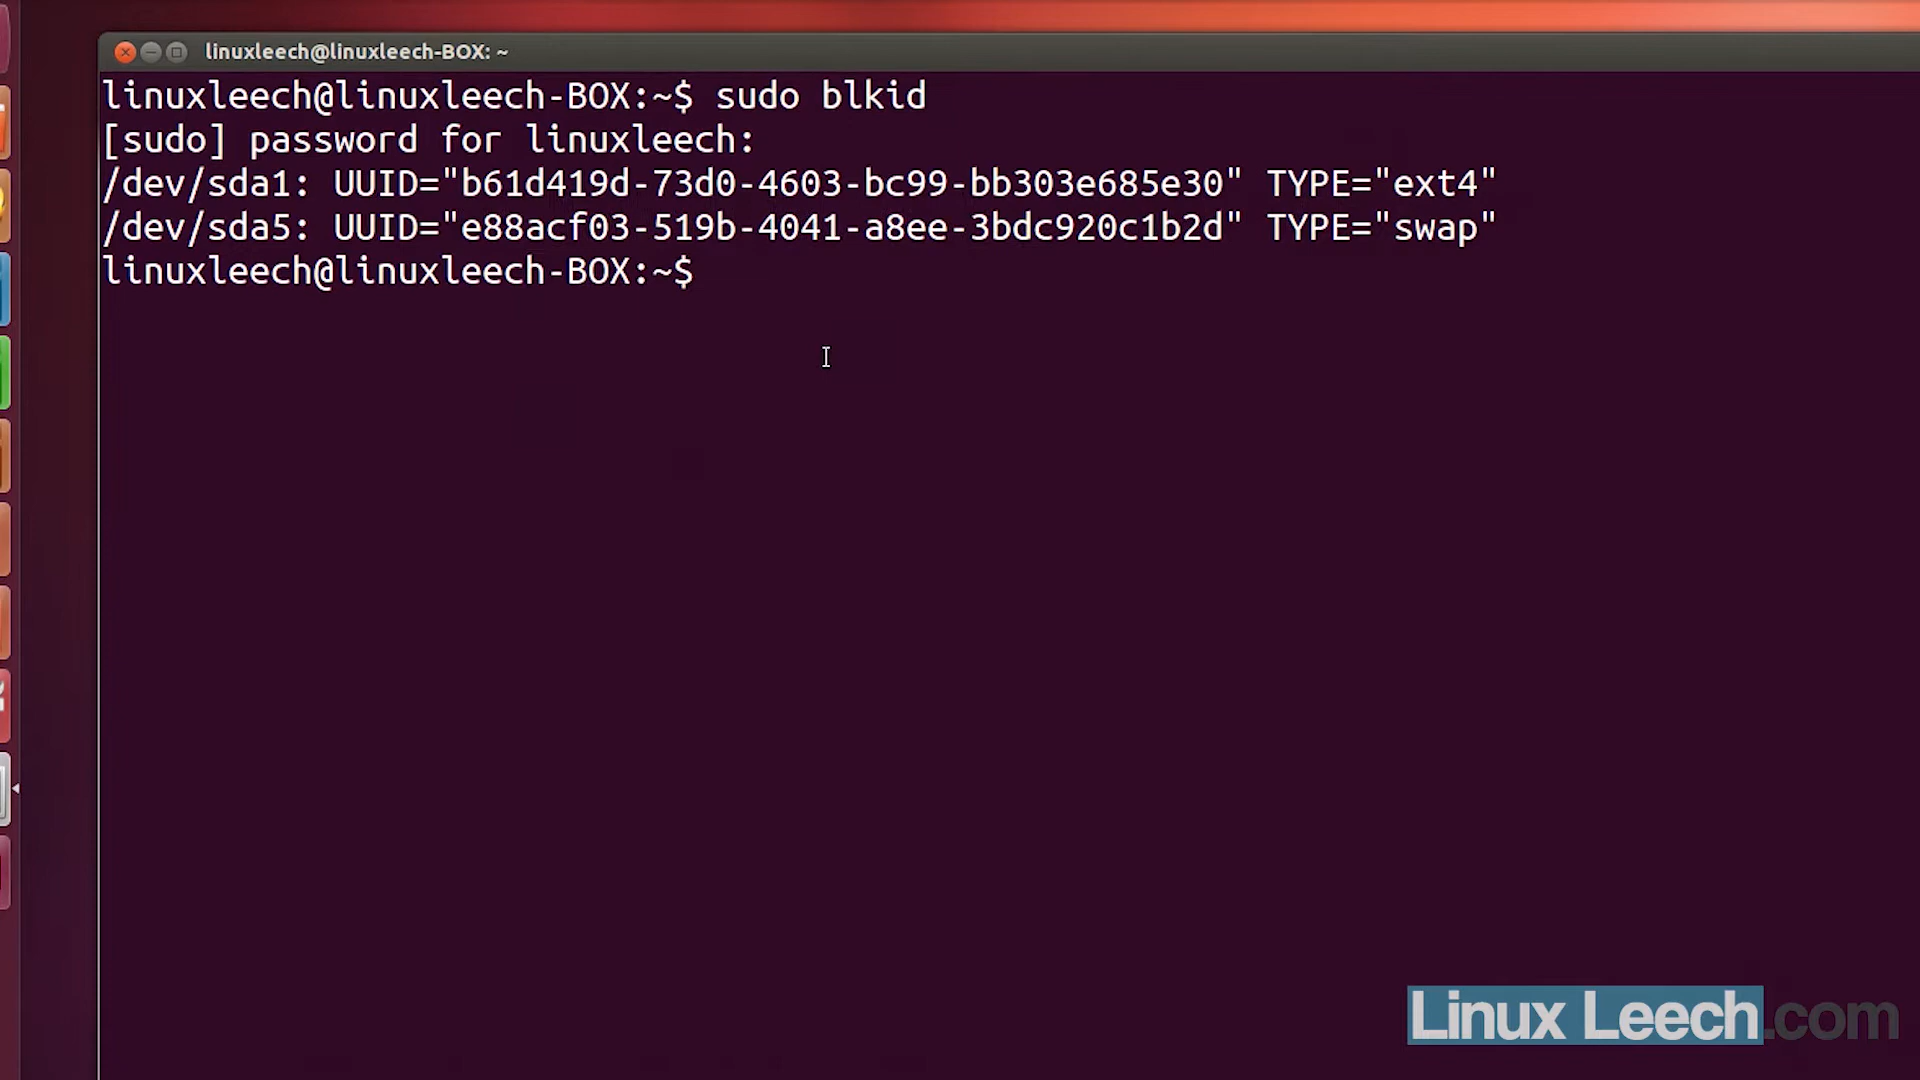 linuxleech@linuxleech-BOX: ~
linuxleech@linuxleech-BOX:~$ sudo blkid
[sudo] password for linuxleech:
/dev/sda1: UUID="b61d419d-73d0-4603-bc99-bb303e685e30" TYPE="ext4"
/dev/sda5: UUID="e88acf03-519b-4041-a8ee-3bdc920c1b2d" TYPE="swap"
linuxleech@linuxleech-BOX:~$
Linux Leech.com